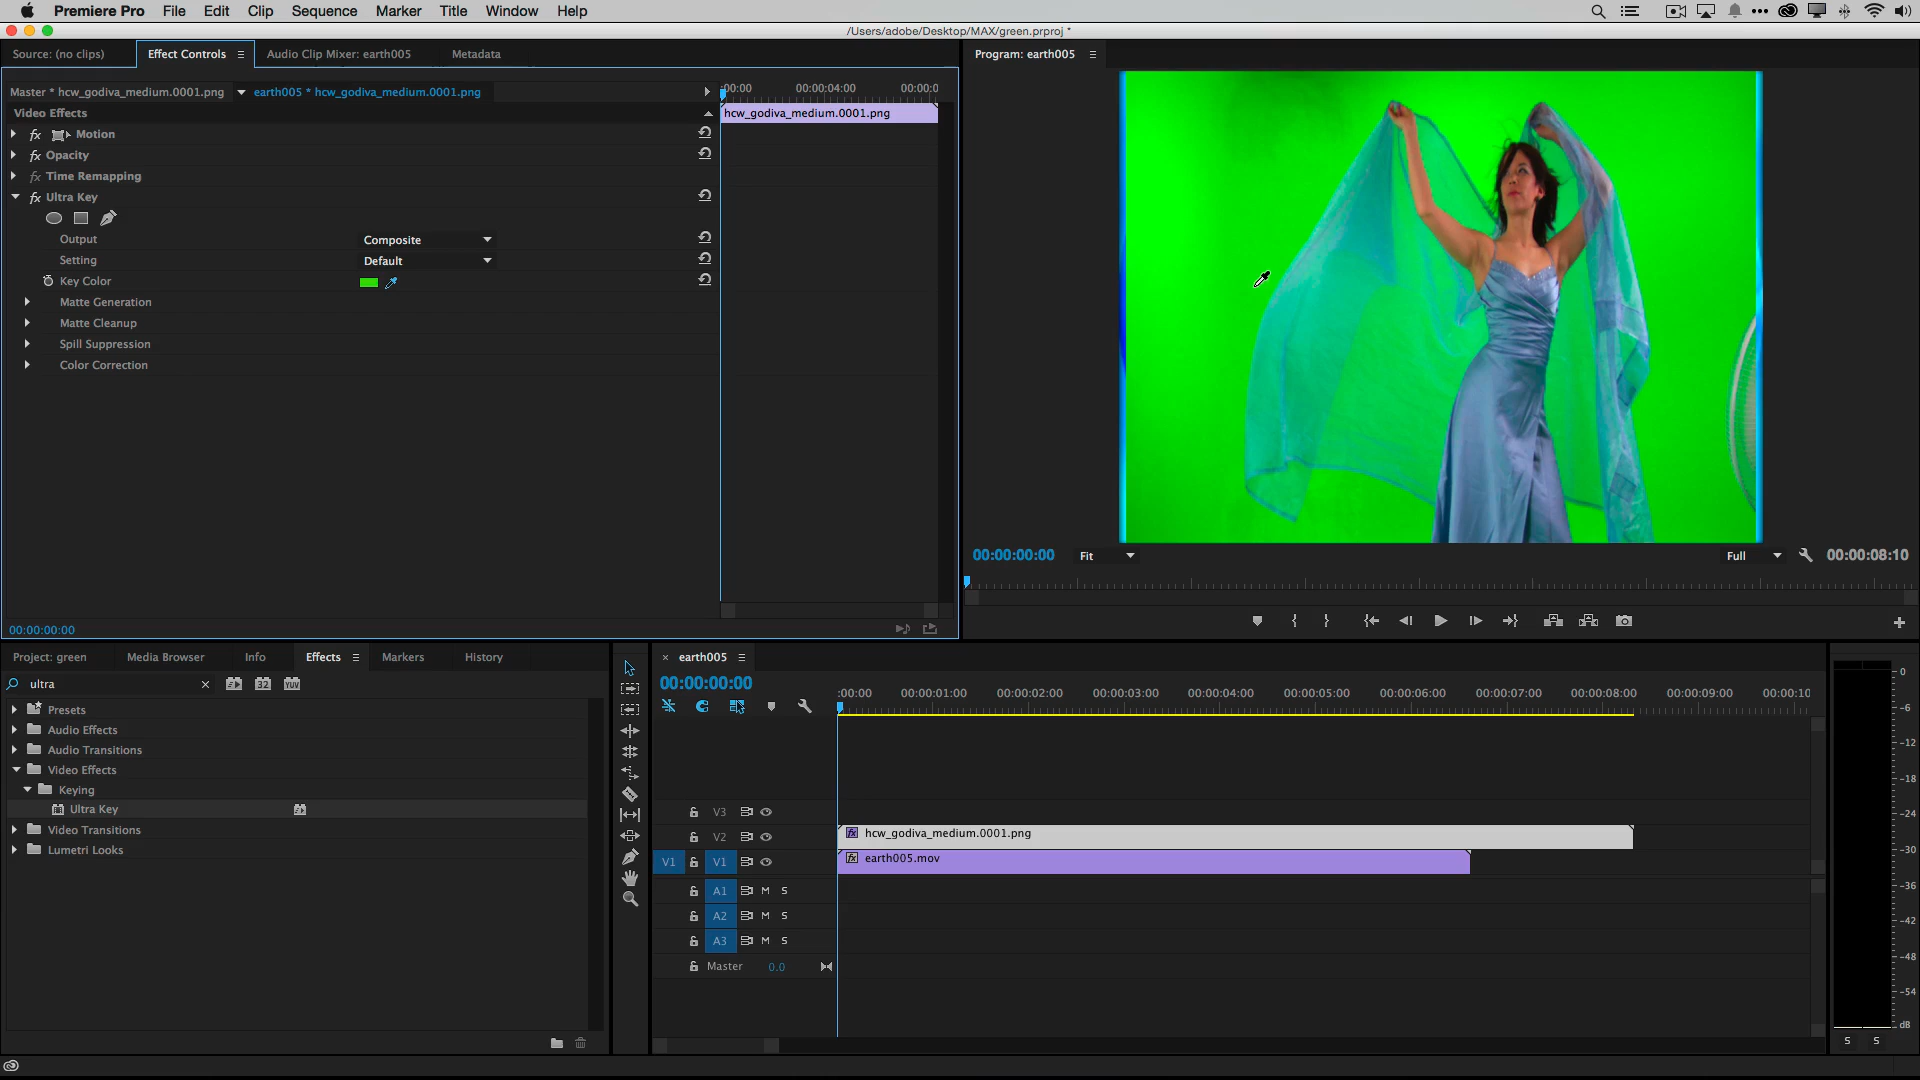 Premiere Pro File Edit Clip Sequence Marker Title Window Help
/Users/adobe/Desktop/MAX/green.prproj *
Source: (no clips) Effect Controls Audio Clip Mixer: earth005 Metadata
Program: earth005
Master * hcw_godiva_medium.0001.png earth005 * hcw_godiva_medium.0001.png
:00:00 00:00:04:00 00:00:0
Video Effects
hcw_godiva_medium.0001.png
fx Motion
fx Opacity
fx Time Remapping
fx Ultra Key
Output Composite
Setting Default
Key Color
Matte Generation
Matte Cleanup
Spill Suppression
Color Correction
00:00:00:00
00:00:00:00 Fit Full 00:00:08:10
Project: green Media Browser Info Effects Markers History
ultra 32 YUV
Presets
Audio Effects
Audio Transitions
Video Effects
Keying
Ultra Key
Video Transitions
Lumetri Looks
× earth005
00:00:00:00
:00:00 00:00:01:00 00:00:02:00 00:00:03:00 00:00:04:00 00:00:05:00 00:00:06:00 00:00:07:00 00:00:08:00 00:00:09:00 00:00:10
V3
V2 fx hcw_godiva_medium.0001.png
V1 V1 fx earth005.mov
A1 M S
A2 M S
A3 M S
Master 0.0
0
-6
-12
-18
-24
-30
-36
-42
-48
-54
dB
S S